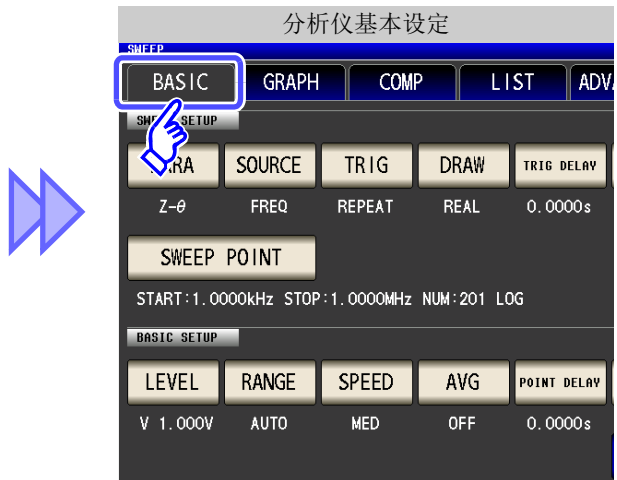 分析仪基本设定
SWEEP
BASIC GRAPH COMP LIST
SETUP
SOURCE TRIG DRAW TRIG DELAY
Z-θ FREQ REPEAT REAL 0.0000s
SWEEP POINT
START:1.0000kHz STOP:1.0000MHz NUM:201 LOG
BASIC SETUP
LEVEL RANGE SPEED AVG POINT DELAY
V 1.000V AUTO MED OFF 0.0000s